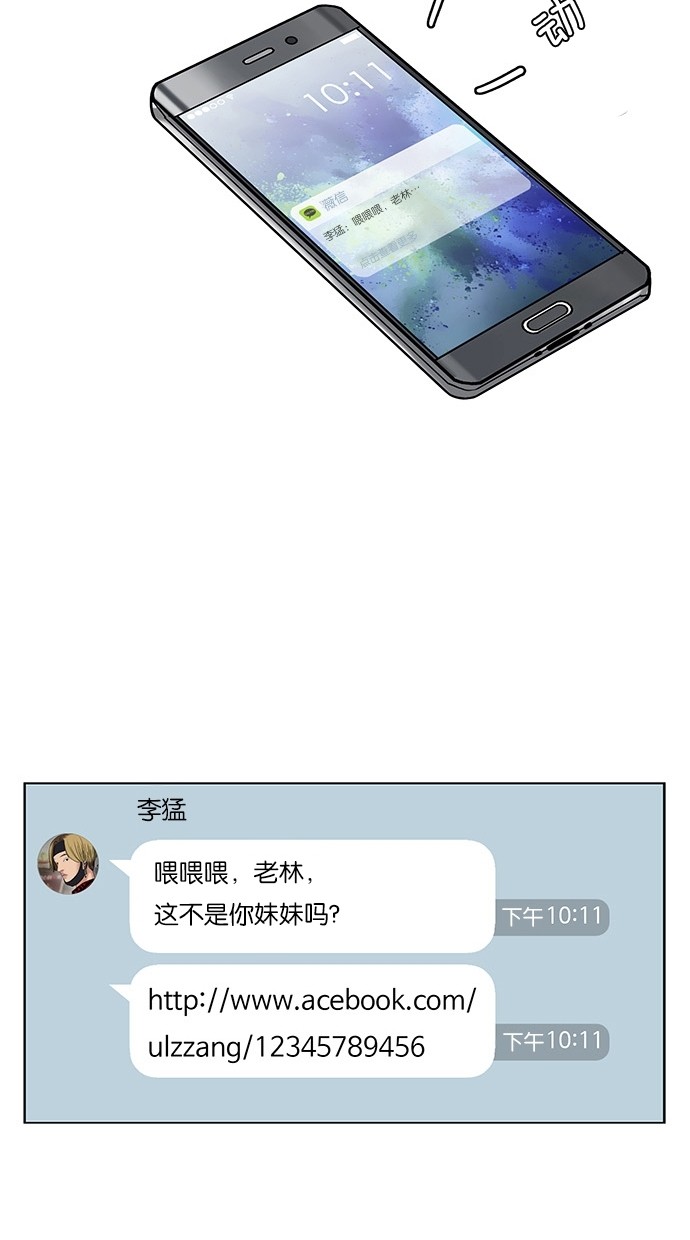 动
5G
10:11
薇信
李猛：喂喂喂，老林…
点击查看更多
李猛
喂喂喂，老林，
这不是你妹妹吗？
下午10:11
http://www.acebook.com/
ulzzang/12345789456
下午10:11